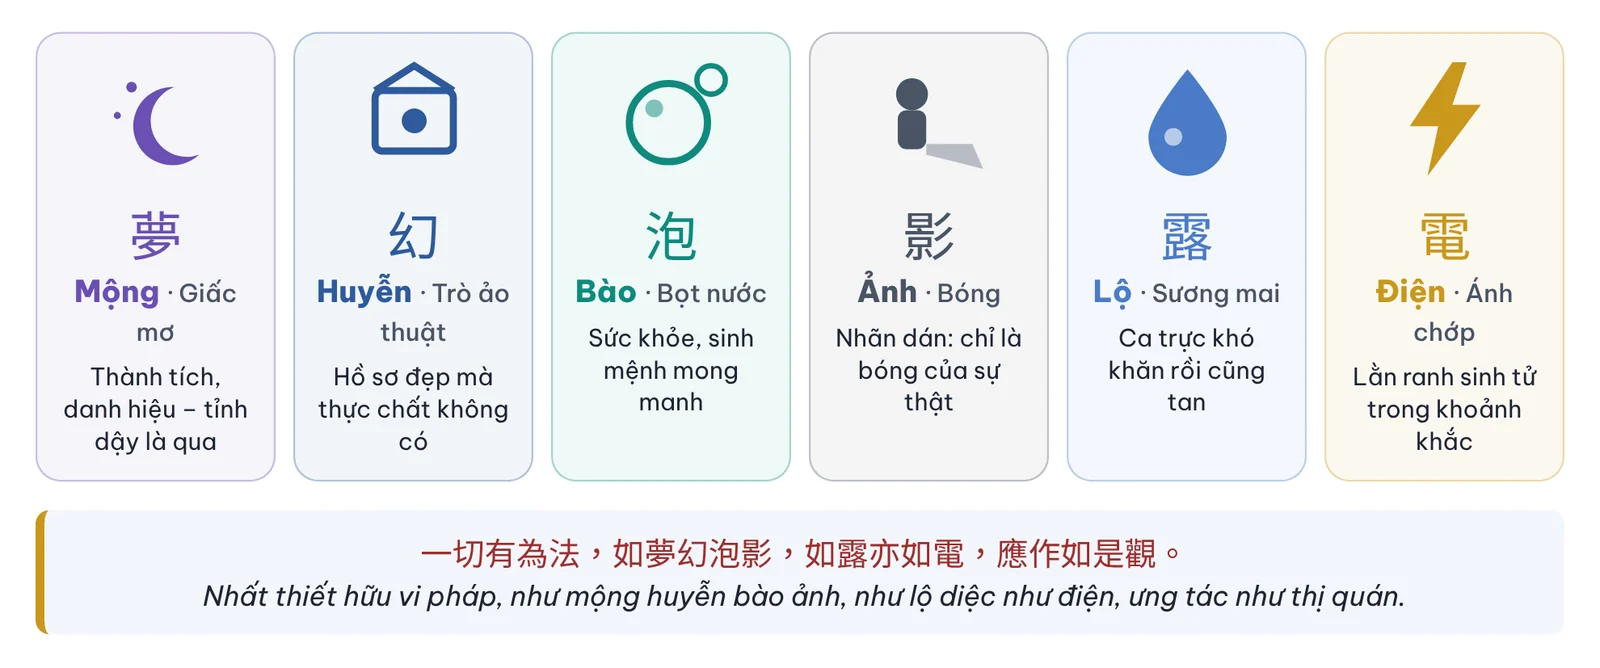 夢
Mộng · Giấc
mơ
Thành tích,
danh hiệu – tỉnh
dậy là qua
幻
Huyễn · Trò ảo
thuật
Hồ sơ đẹp mà
thực chất không
có
泡
Bào · Bọt nước
Sức khỏe, sinh
mệnh mong
manh
影
Ảnh · Bóng
Nhãn dán: chỉ là
bóng của sự
thật
露
Lộ · Sương mai
Ca trực khó
khăn rồi cũng
tan
電
Điện · Ánh
chớp
Lằn ranh sinh tử
trong khoảnh
khắc
一切有為法，如夢幻泡影，如露亦如電，應作如是觀。
Nhất thiết hữu vi pháp, như mộng huyễn bào ảnh, như lộ diệc như điện, ưng tác như thị quán.